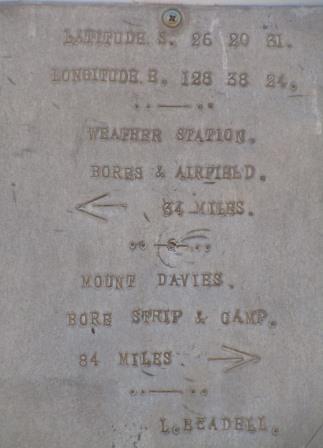 LATITUDE. S. 26 20 31.
LONGITUDE. E. 128 38 24.
WEATHER STATION.
BORES & AIRFIELD.
34 MILES.
MOUNT DAVIES.
BORE STRIP & CAMP.
84 MILES
L. BEADELL.